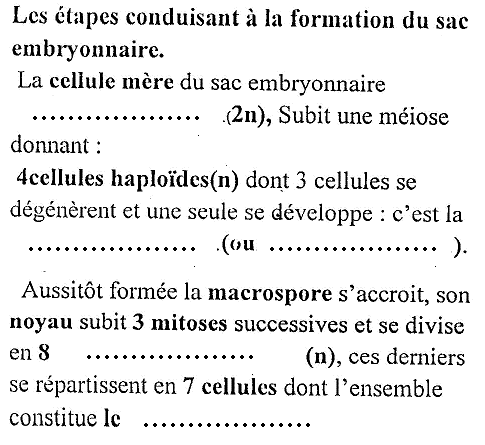 Les étapes conduisant à la formation du sac
embryonnaire.
La cellule mère du sac embryonnaire
.................... .(2n), Subit une méiose
donnant :
4cellules haploïdes(n) dont 3 cellules se
dégénèrent et une seule se développe : c’est la
.................... .(ou .................... ).
Aussitôt formée la macrospore s’accroit, son
noyau subit 3 mitoses successives et se divise
en 8 .................... (n), ces derniers
se répartissent en 7 cellules dont l’ensemble
constitue le ....................